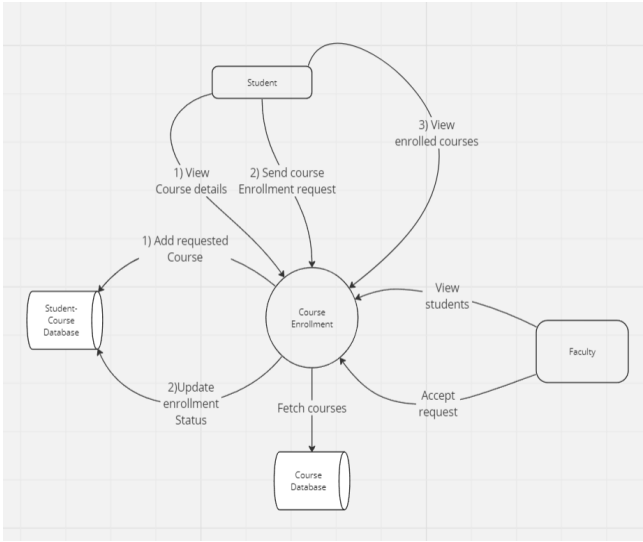 Student
3) View
enrolled courses
1) View
Course details
2) Send course
Enrollment request
1) Add requested
Course
View
students
Student-
Course
Database
Course
Enrollment
Faculty
2)Update
enrollment
Status
Fetch courses
Accept
request
Course
Database